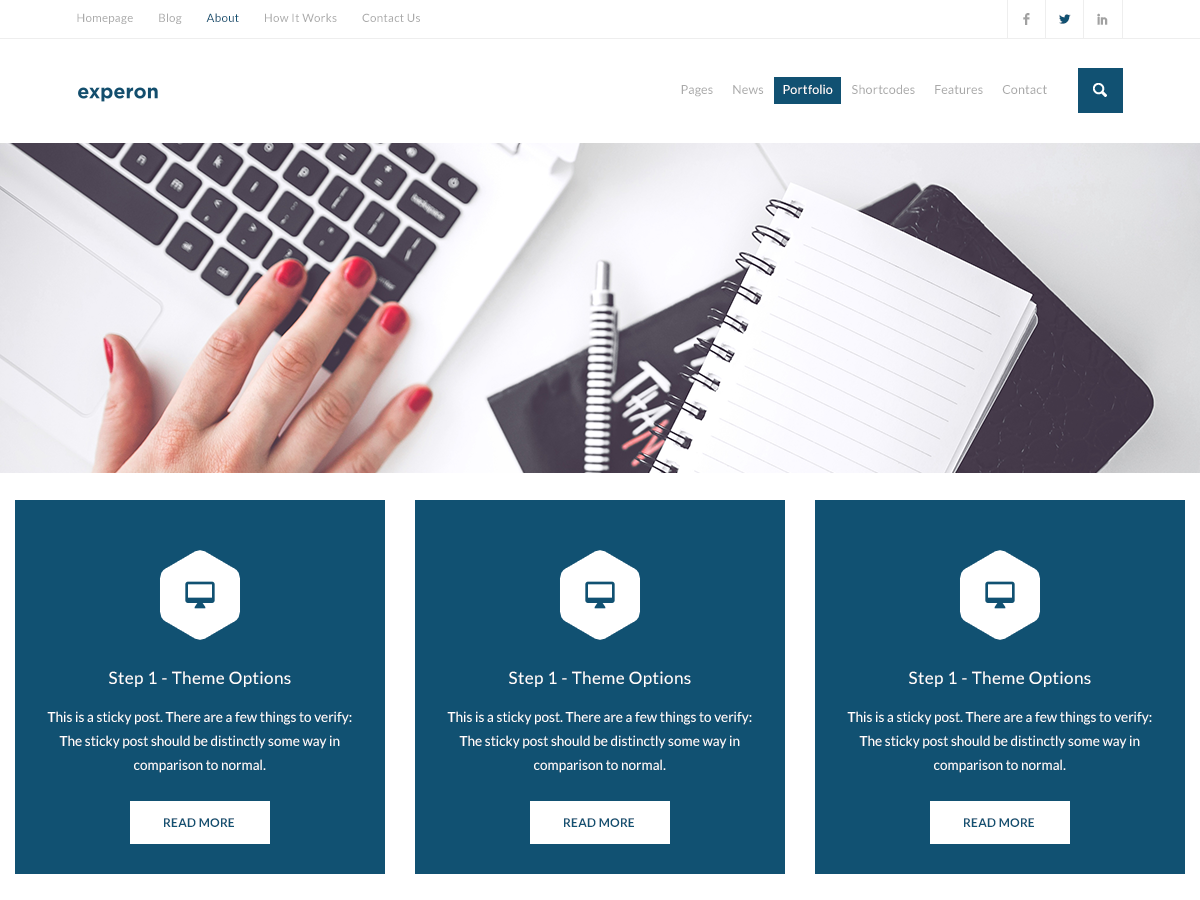 Homepage Blog About How It Works Contact Us
experon
Pages News Portfolio Shortcodes Features Contact
THA
Step 1 - Theme Options
This is a sticky post. There are a few things to verify:
The sticky post should be distinctly some way in
comparison to normal.
READ MORE
Step 1 - Theme Options
This is a sticky post. There are a few things to verify:
The sticky post should be distinctly some way in
comparison to normal.
READ MORE
Step 1 - Theme Options
This is a sticky post. There are a few things to verify:
The sticky post should be distinctly some way in
comparison to normal.
READ MORE